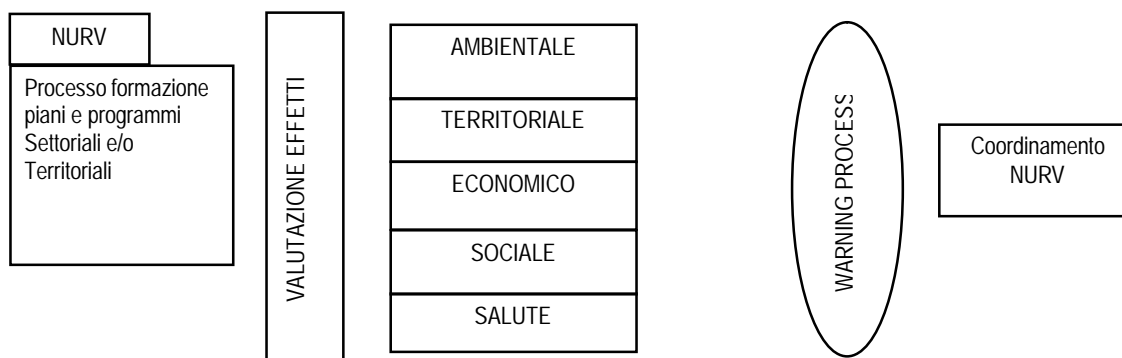 NURV
Processo formazione
piani e programmi
Settoriali e/o
Territoriali
VALUTAZIONE EFFETTI
AMBIENTALE
TERRITORIALE
ECONOMICO
SOCIALE
SALUTE
WARNING PROCESS
Coordinamento
NURV